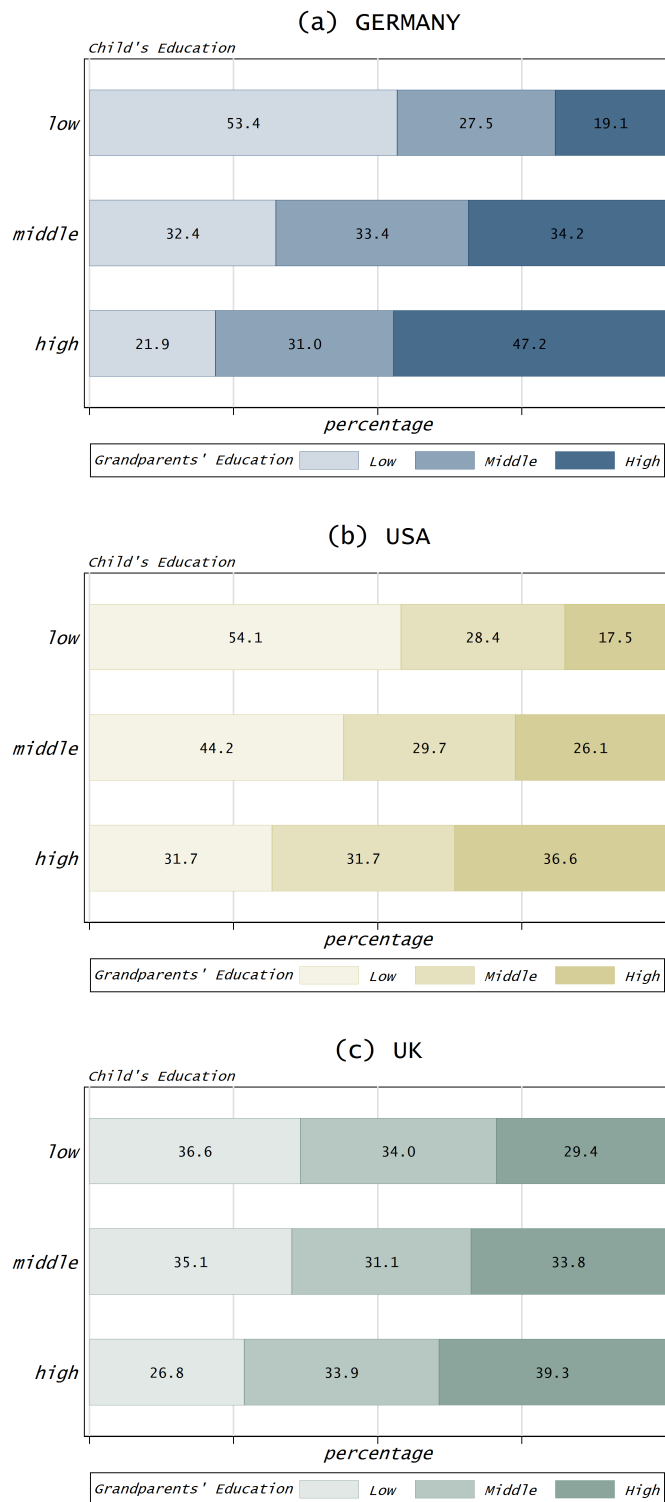 (a) GERMANY
Child's Education
low 53.4 27.5 19.1
middle 32.4 33.4 34.2
high 21.9 31.0 47.2
percentage
Grandparents' Education Low Middle High
(b) USA
Child's Education
low 54.1 28.4 17.5
middle 44.2 29.7 26.1
high 31.7 31.7 36.6
percentage
Grandparents' Education Low Middle High
(c) UK
Child's Education
low 36.6 34.0 29.4
middle 35.1 31.1 33.8
high 26.8 33.9 39.3
percentage
Grandparents' Education Low Middle High